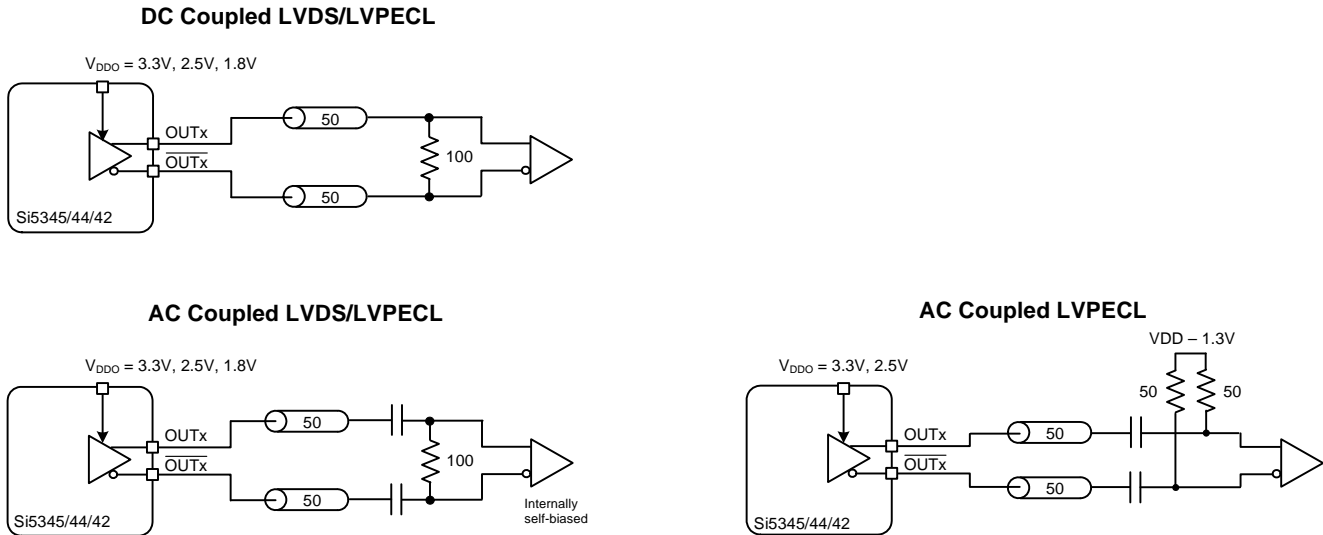 DC Coupled LVDS/LVPECL
VDDO = 3.3V, 2.5V, 1.8V
50
OUTx
100
OUTx
50
Si5345/44/42
AC Coupled LVDS/LVPECL
VDDO = 3.3V, 2.5V, 1.8V
50
OUTx
100
OUTx
50
Internally
self-biased
Si5345/44/42
AC Coupled LVPECL
VDD – 1.3V
VDDO = 3.3V, 2.5V
50
50
50
OUTx
OUTx
50
Si5345/44/42